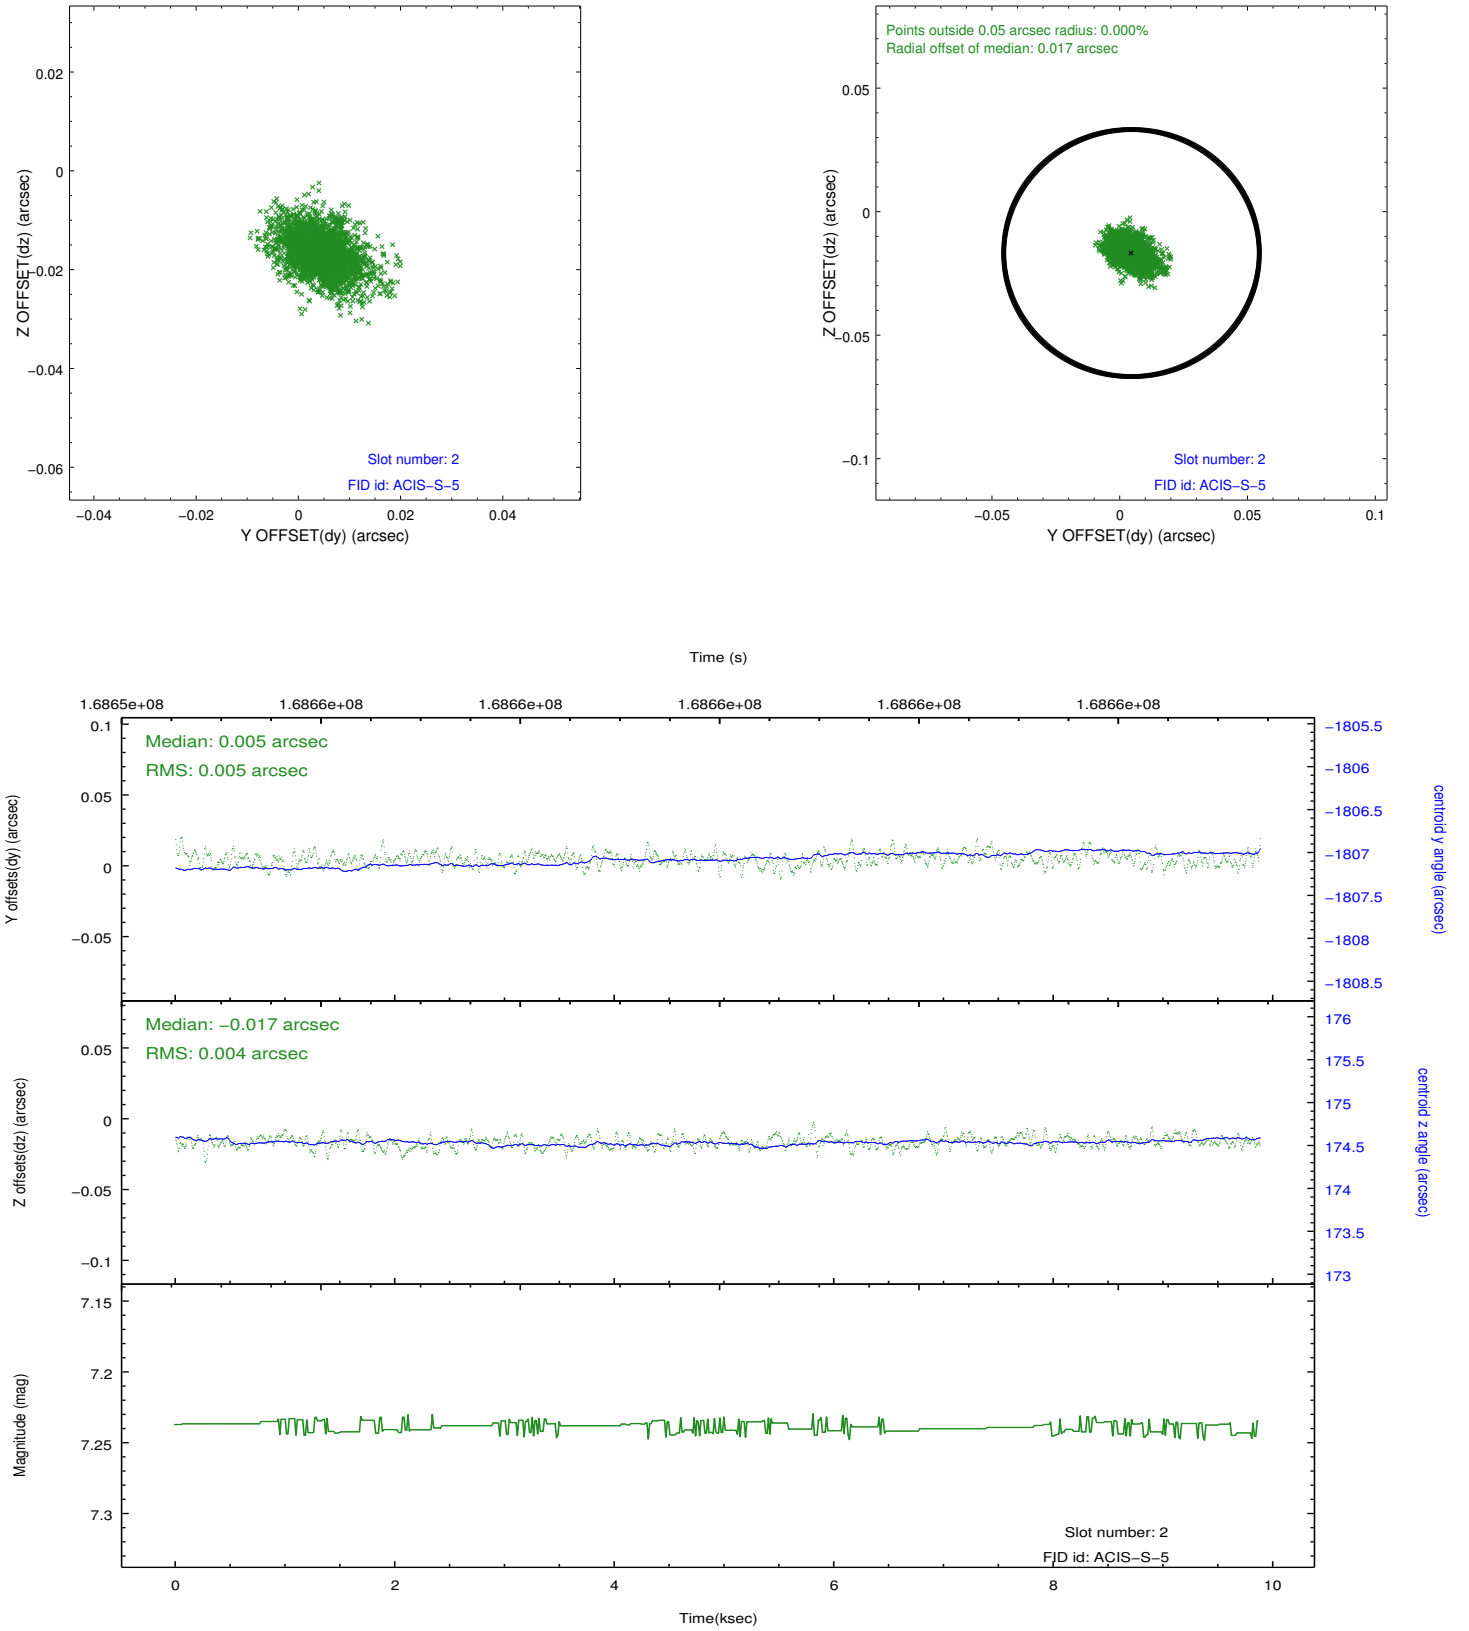 0.02
0
−0.02
−0.04
−0.06
Z OFFSET(dz) (arcsec)
Slot number: 2
FID id: ACIS−S−5
−0.04 −0.02 0 0.02 0.04
Y OFFSET(dy) (arcsec)
Points outside 0.05 arcsec radius: 0.000%
Radial offset of median: 0.017 arcsec
0.05
0
−0.05
−0.1
Z OFFSET(dz) (arcsec)
Slot number: 2
FID id: ACIS−S−5
−0.05 0 0.05 0.1
Y OFFSET(dy) (arcsec)
Time (s)
1.6865e+08 1.6866e+08 1.6866e+08 1.6866e+08 1.6866e+08 1.6866e+08
0.1
0.05
0
−0.05
Y offsets(dy) (arcsec)
Median: 0.005 arcsec
RMS: 0.005 arcsec
−1805.5
−1806
−1806.5
−1807
−1807.5
−1808
−1808.5
centroid y angle (arcsec)
0.05
0
−0.05
−0.1
Z offsets(dz) (arcsec)
Median: −0.017 arcsec
RMS: 0.004 arcsec
176
175.5
175
174.5
174
173.5
173
centroid z angle (arcsec)
7.15
7.2
7.25
7.3
Magnitude (mag)
Slot number: 2
FID id: ACIS−S−5
0 2 4 6 8 10
Time(ksec)